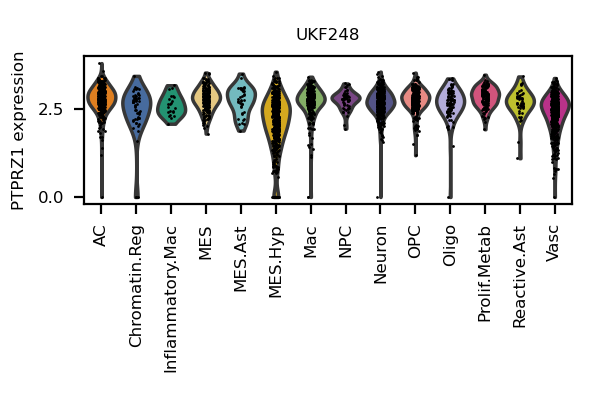 UKF248
PTPRZ1 expression
2.5
0.0
AC
Chromatin.Reg
Inflammatory.Mac
MES
MES.Ast
MES.Hyp
Mac
NPC
Neuron
OPC
Oligo
Prolif.Metab
Reactive.Ast
Vasc